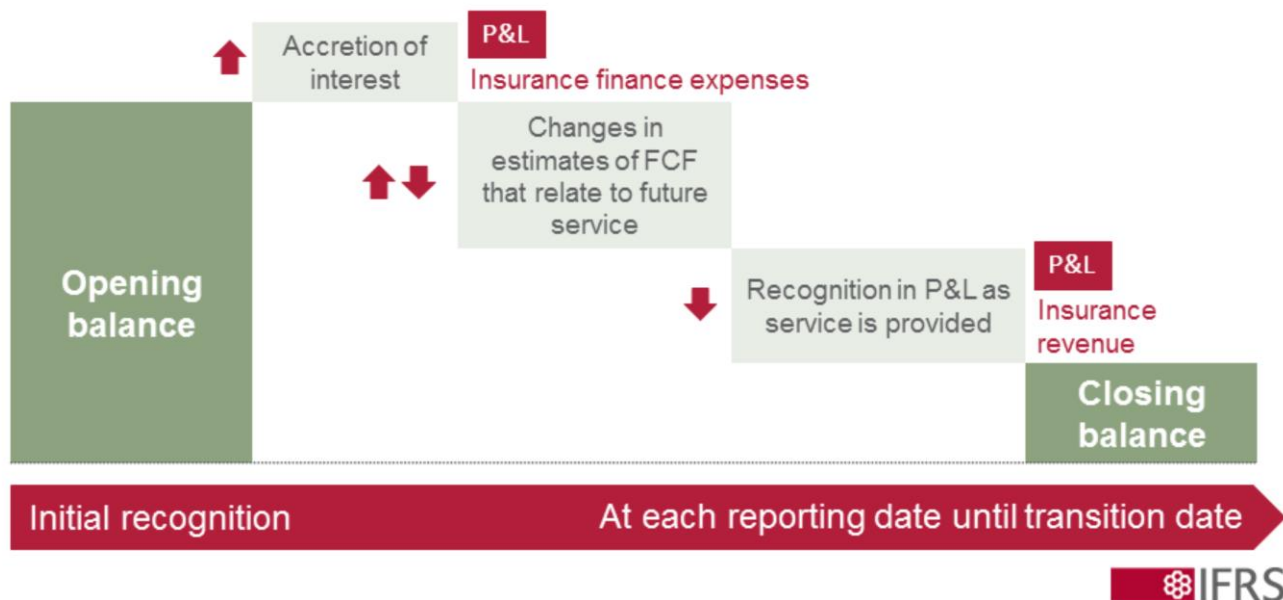 Accretion of
interest
P&L
Insurance finance expenses
Changes in
estimates of FCF
that relate to future
service
Opening
balance
Recognition in P&L as
service is provided
P&L
Insurance
revenue
Closing
balance
Initial recognition
At each reporting date until transition date
IFRS